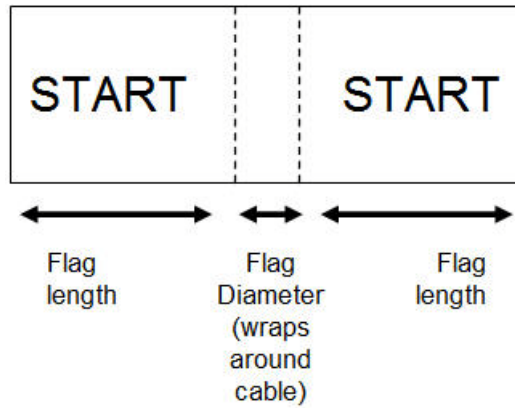 START START
Flag length
Flag Diameter (wraps around cable)
Flag length